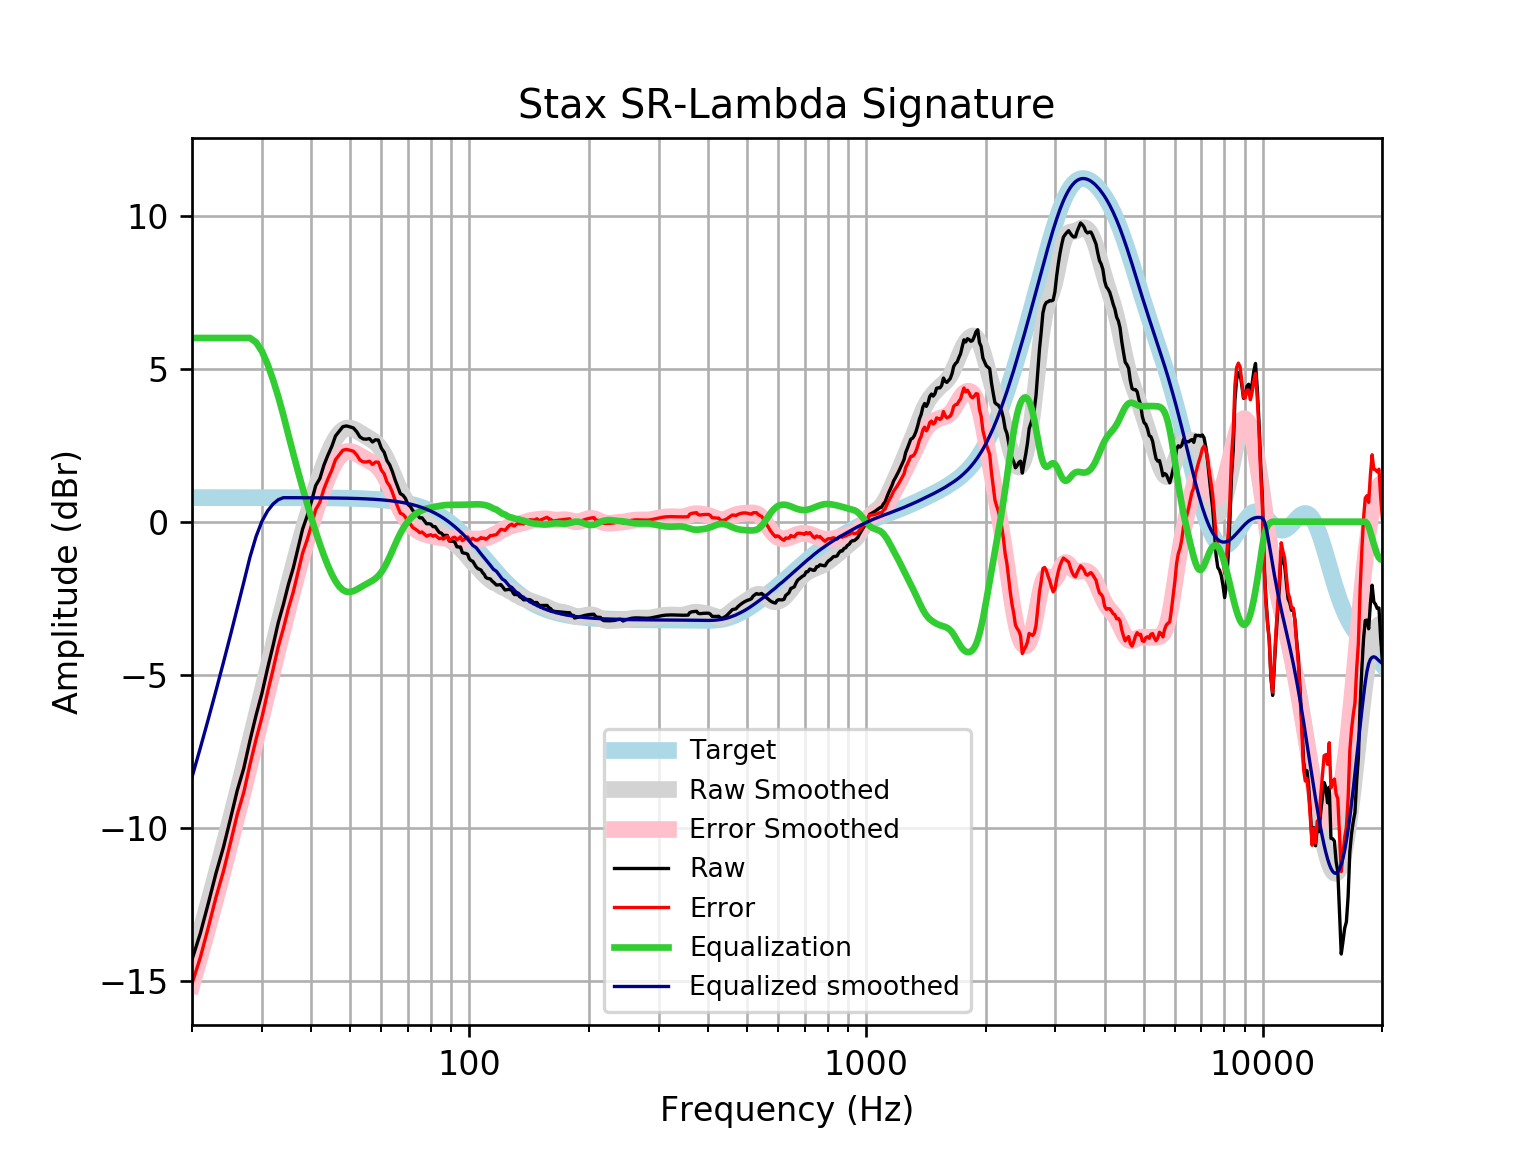 Stax SR-Lambda Signature
Amplitude (dBr)
10
5
0
−5
−10
−15
Target
Raw Smoothed
Error Smoothed
Raw
Error
Equalization
Equalized smoothed
100
1000
10000
Frequency (Hz)